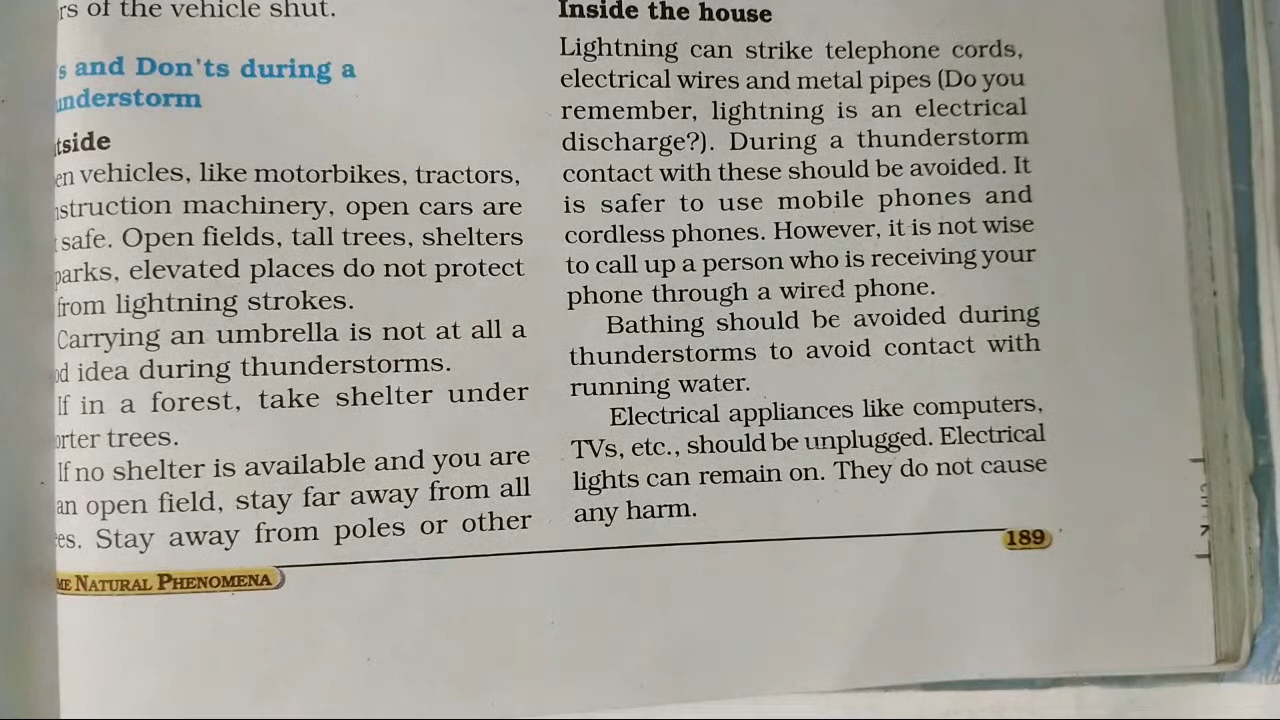 rs of the vehicle shut.
s and Don'ts during a
understorm
tside
en vehicles, like motorbikes, tractors,
nstruction machinery, open cars are
safe. Open fields, tall trees, shelters
parks, elevated places do not protect
from lightning strokes.
Carrying an umbrella is not at all a
od idea during thunderstorms.
If in a forest, take shelter under
orter trees.
If no shelter is available and you are
an open field, stay far away from all
es. Stay away from poles or other
Inside the house
Lightning can strike telephone cords,
electrical wires and metal pipes (Do you
remember, lightning is an electrical
discharge?). During a thunderstorm
contact with these should be avoided. It
is safer to use mobile phones and
cordless phones. However, it is not wise
to call up a person who is receiving your
phone through a wired phone.
Bathing should be avoided during
thunderstorms to avoid contact with
running water.
Electrical appliances like computers,
TVs, etc., should be unplugged. Electrical
lights can remain on. They do not cause
any harm.
ME NATURAL PHENOMENA
189